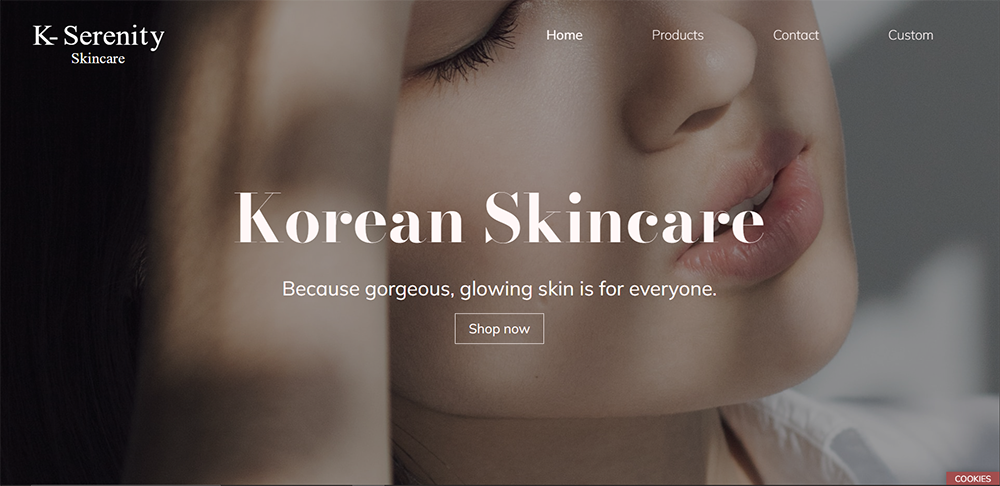 K- Serenity
Skincare
Home Products Contact Custom
Korean Skincare
Because gorgeous, glowing skin is for everyone.
Shop now
COOKIES